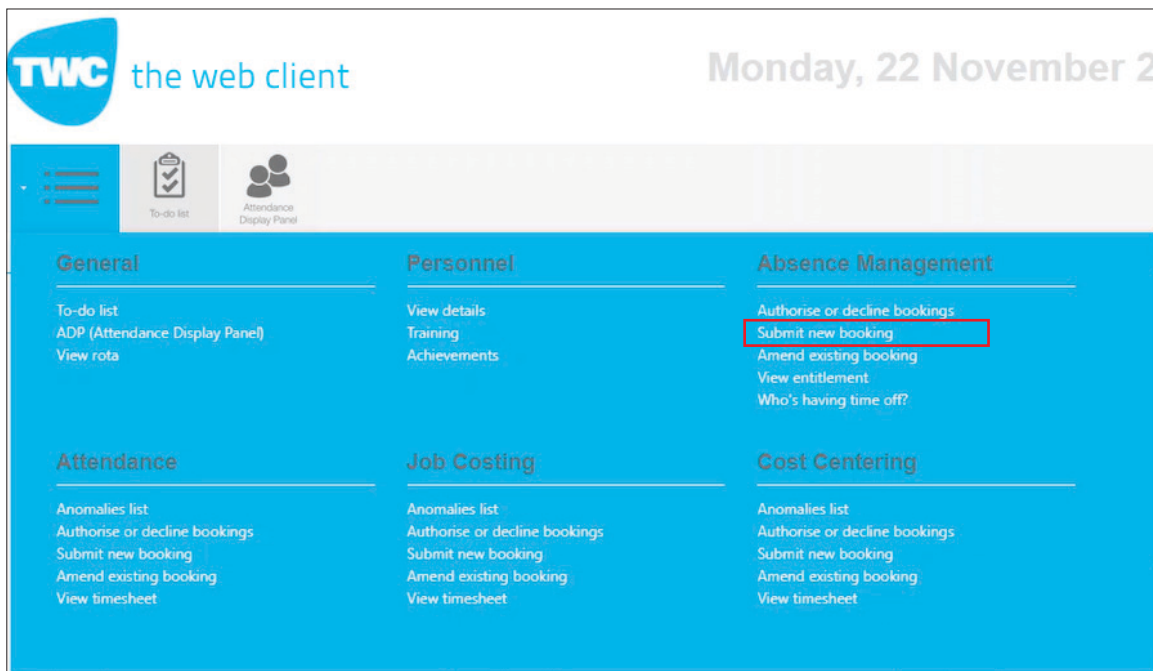 TWC the web client
Monday, 22 November 2
To-do list
Attendance
Display Panel
General
To-do list
ADP (Attendance Display Panel)
View rota
Personnel
View details
Training
Achievements
Absence Management
Authorise or decline bookings
Submit new booking
Amend existing booking
View entitlement
Who's having time off?
Attendance
Anomalies list
Authorise or decline bookings
Submit new booking
Amend existing booking
View timesheet
Job Costing
Anomalies list
Authorise or decline bookings
Submit new booking
Amend existing booking
View timesheet
Cost Centering
Anomalies list
Authorise or decline bookings
Submit new booking
Amend existing booking
View timesheet